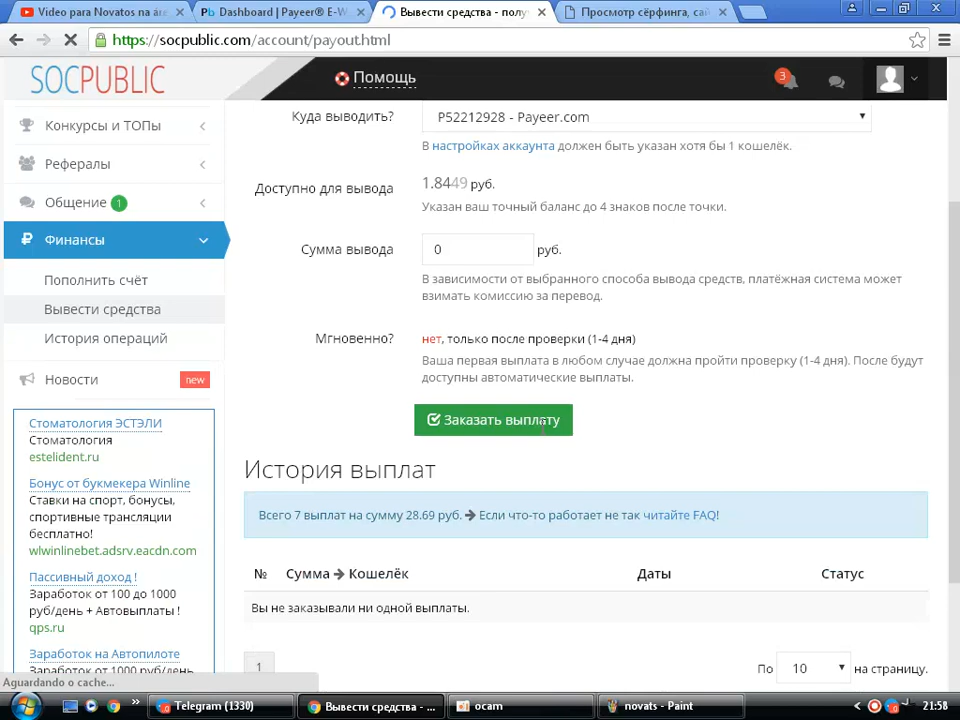 Video para Novatos na áre
Dashboard | Payeer® E-W
Вывести средства - полу
Просмотр сёрфинга, сай
https://socpublic.com/account/payout.html
SOCPUBLIC
Помощь
3
Конкурсы и ТОПы
Рефералы
Общение 1
Финансы
Пополнить счёт
Вывести средства
История операций
Новости new
Стоматология ЭСТЭЛИ
Стоматология
estelident.ru
Бонус от букмекера Winline
Ставки на спорт, бонусы,
спортивные трансляции
бесплатно!
wlwinlinebet.adsrv.eacdn.com
Пассивный доход !
Заработок от 100 до 1000
руб/день + Автовыплаты !
qps.ru
Заработок на Автопилоте
Заработок от 1000 руб/день
Куда выводить? P52212928 - Payeer.com
В настройках аккаунта должен быть указан хотя бы 1 кошелёк.
Доступно для вывода 1.8449 руб.
Указан ваш точный баланс до 4 знаков после точки.
Сумма вывода 0 руб.
В зависимости от выбранного способа вывода средств, платёжная система может
взимать комиссию за перевод.
Мгновенно? нет, только после проверки (1-4 дня)
Ваша первая выплата в любом случае должна пройти проверку (1-4 дня). После будут
доступны автоматические выплаты.
Заказать выплату
История выплат
Всего 7 выплат на сумму 28.69 руб. ➔ Если что-то работает не так читайте FAQ!
№ Сумма ➔ Кошелёк Даты Статус
Вы не заказывали ни одной выплаты.
1 По 10 на страницу.
Aguardando o cache...
Telegram (1330)
Вывести средства - ...
ocam
novats - Paint
21:58